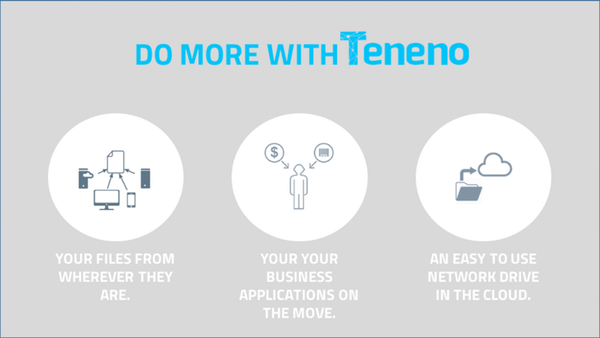 DO MORE WITH Teneno
$
YOUR FILES FROM
WHEREVER THEY
ARE.
YOUR YOUR
BUSINESS
APPLICATIONS ON
THE MOVE.
AN EASY TO USE
NETWORK DRIVE
IN THE CLOUD.